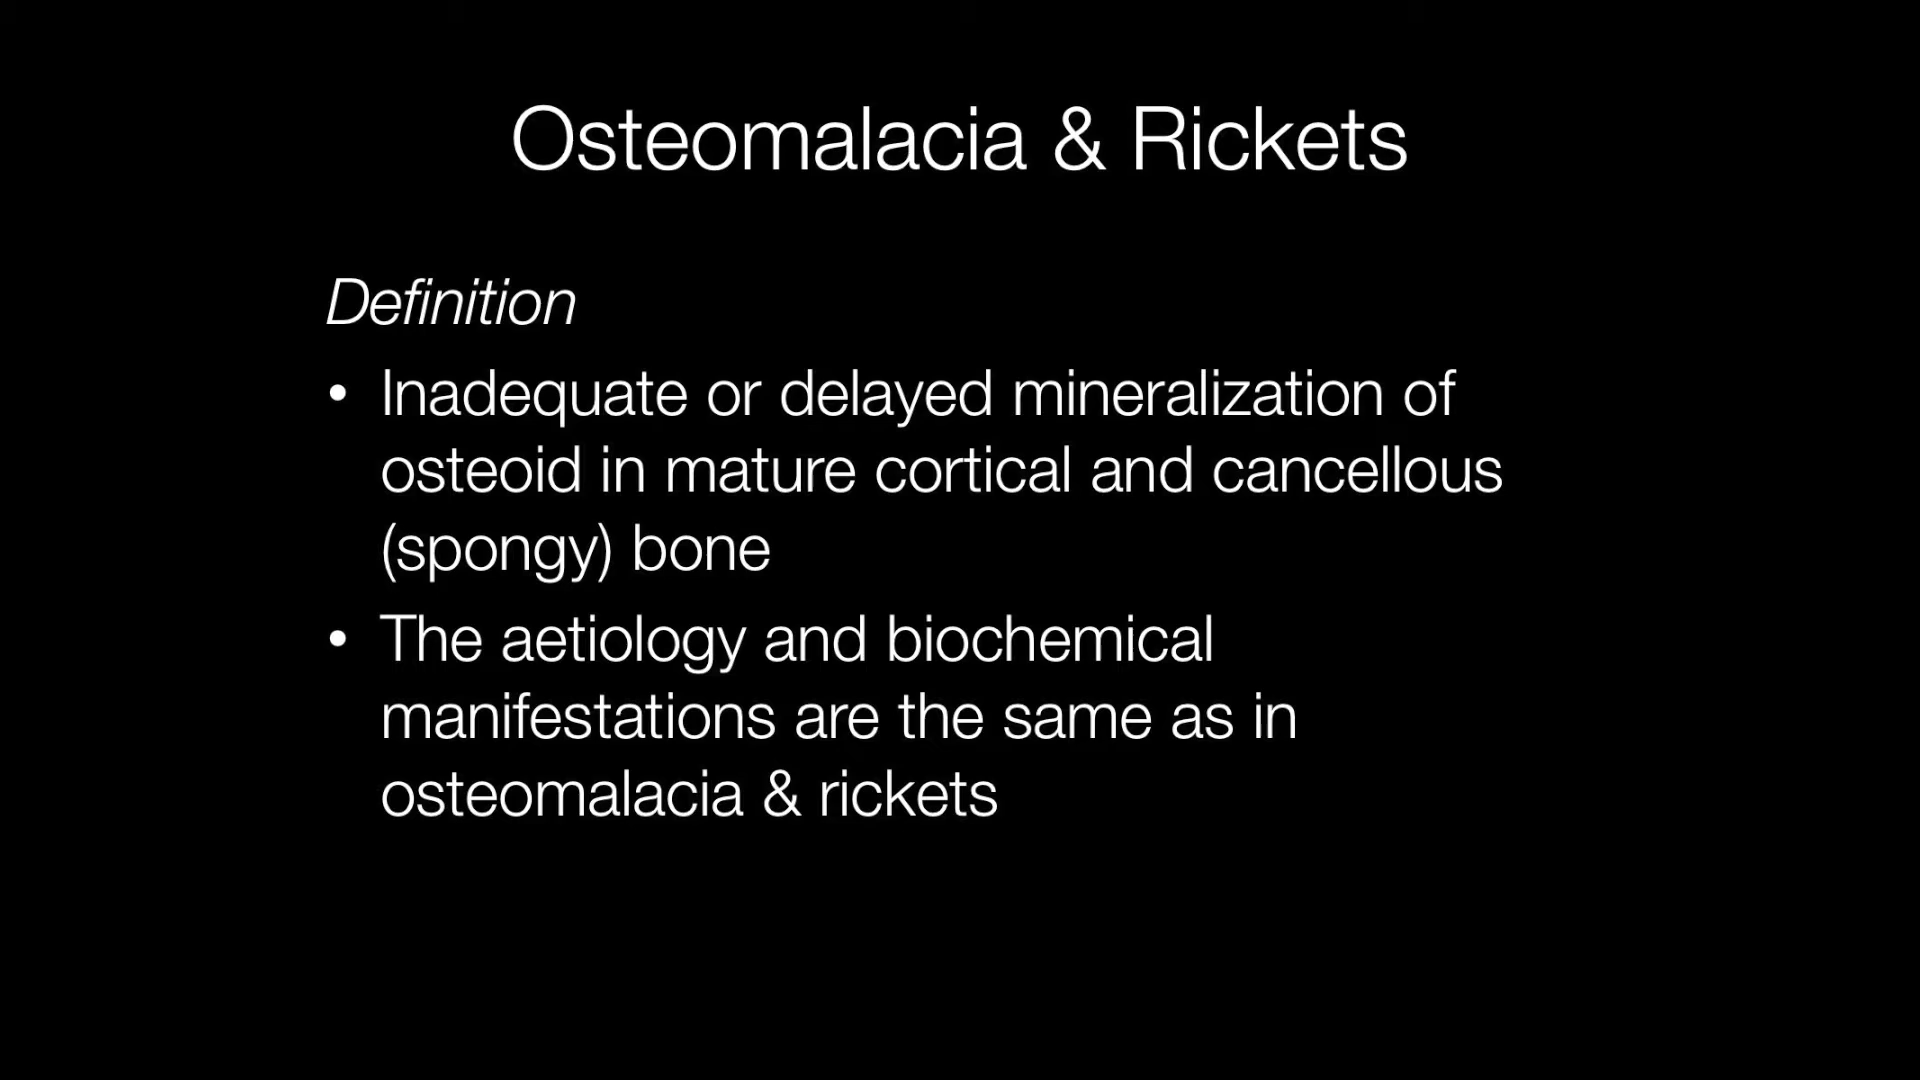 Osteomalacia & Rickets
Definition
• Inadequate or delayed mineralization of
osteoid in mature cortical and cancellous
(spongy) bone
• The aetiology and biochemical
manifestations are the same as in
osteomalacia & rickets